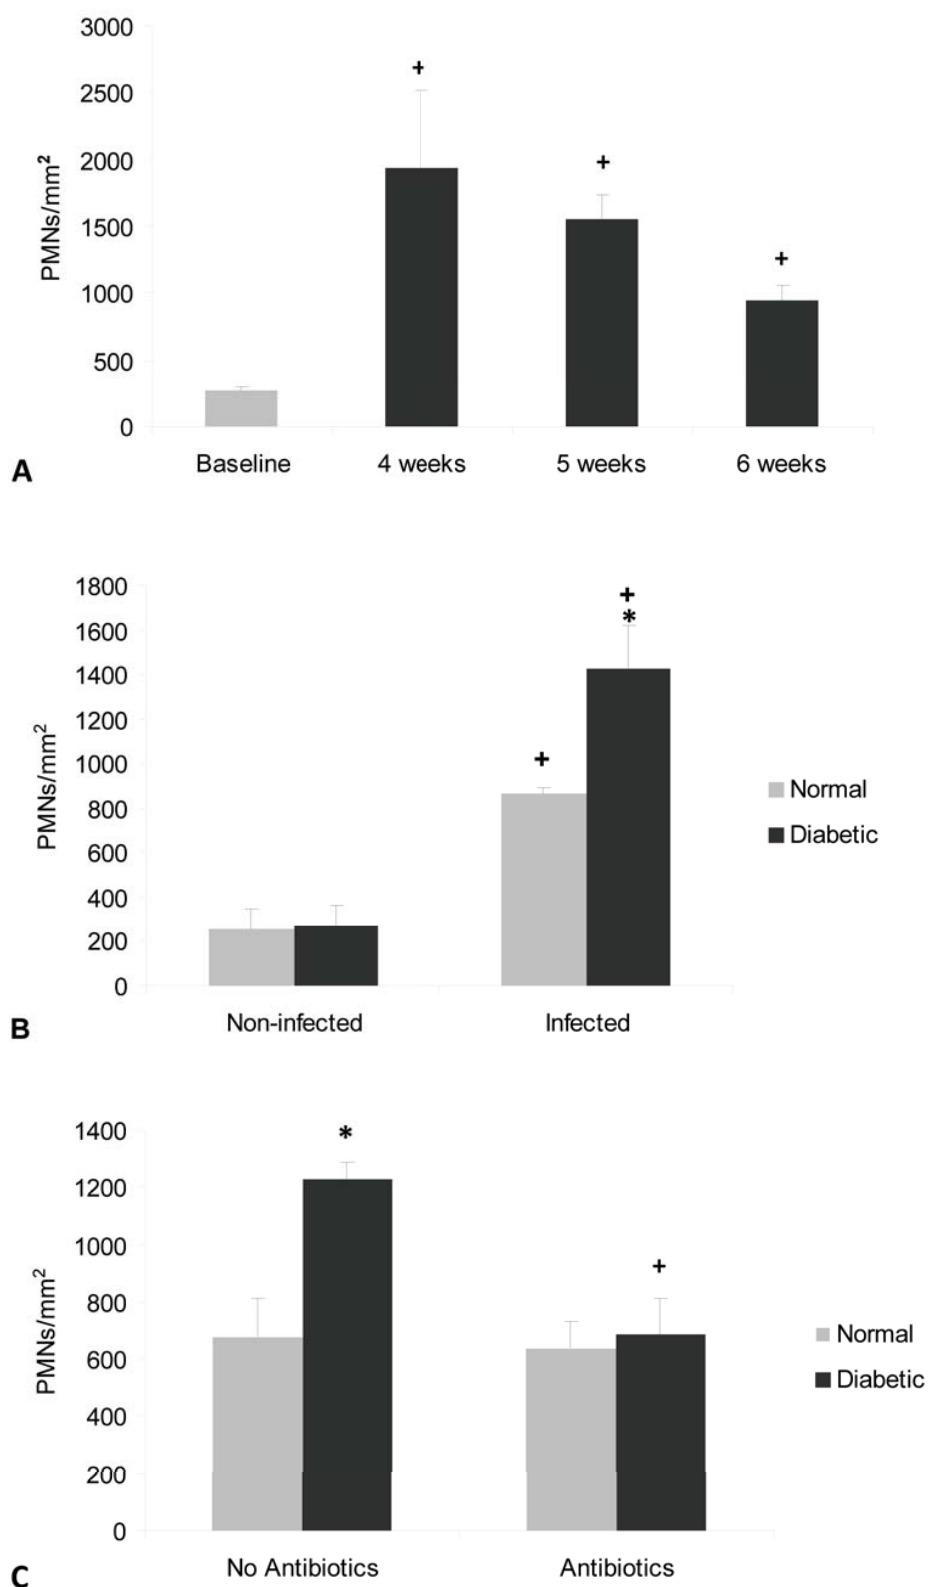 3000
+
2500
+
2000
1500
+
1000
500
0
PMNs/mm²
Baseline 4 weeks 5 weeks 6 weeks
A
1800
+
*
1600
1400
1200
+
1000
800
600
400
200
0
PMNs/mm²
Normal
Diabetic
Non-infected Infected
B
1400
*
1200
1000
+
800
600
400
200
0
PMNs/mm²
Normal
Diabetic
No Antibiotics Antibiotics
C